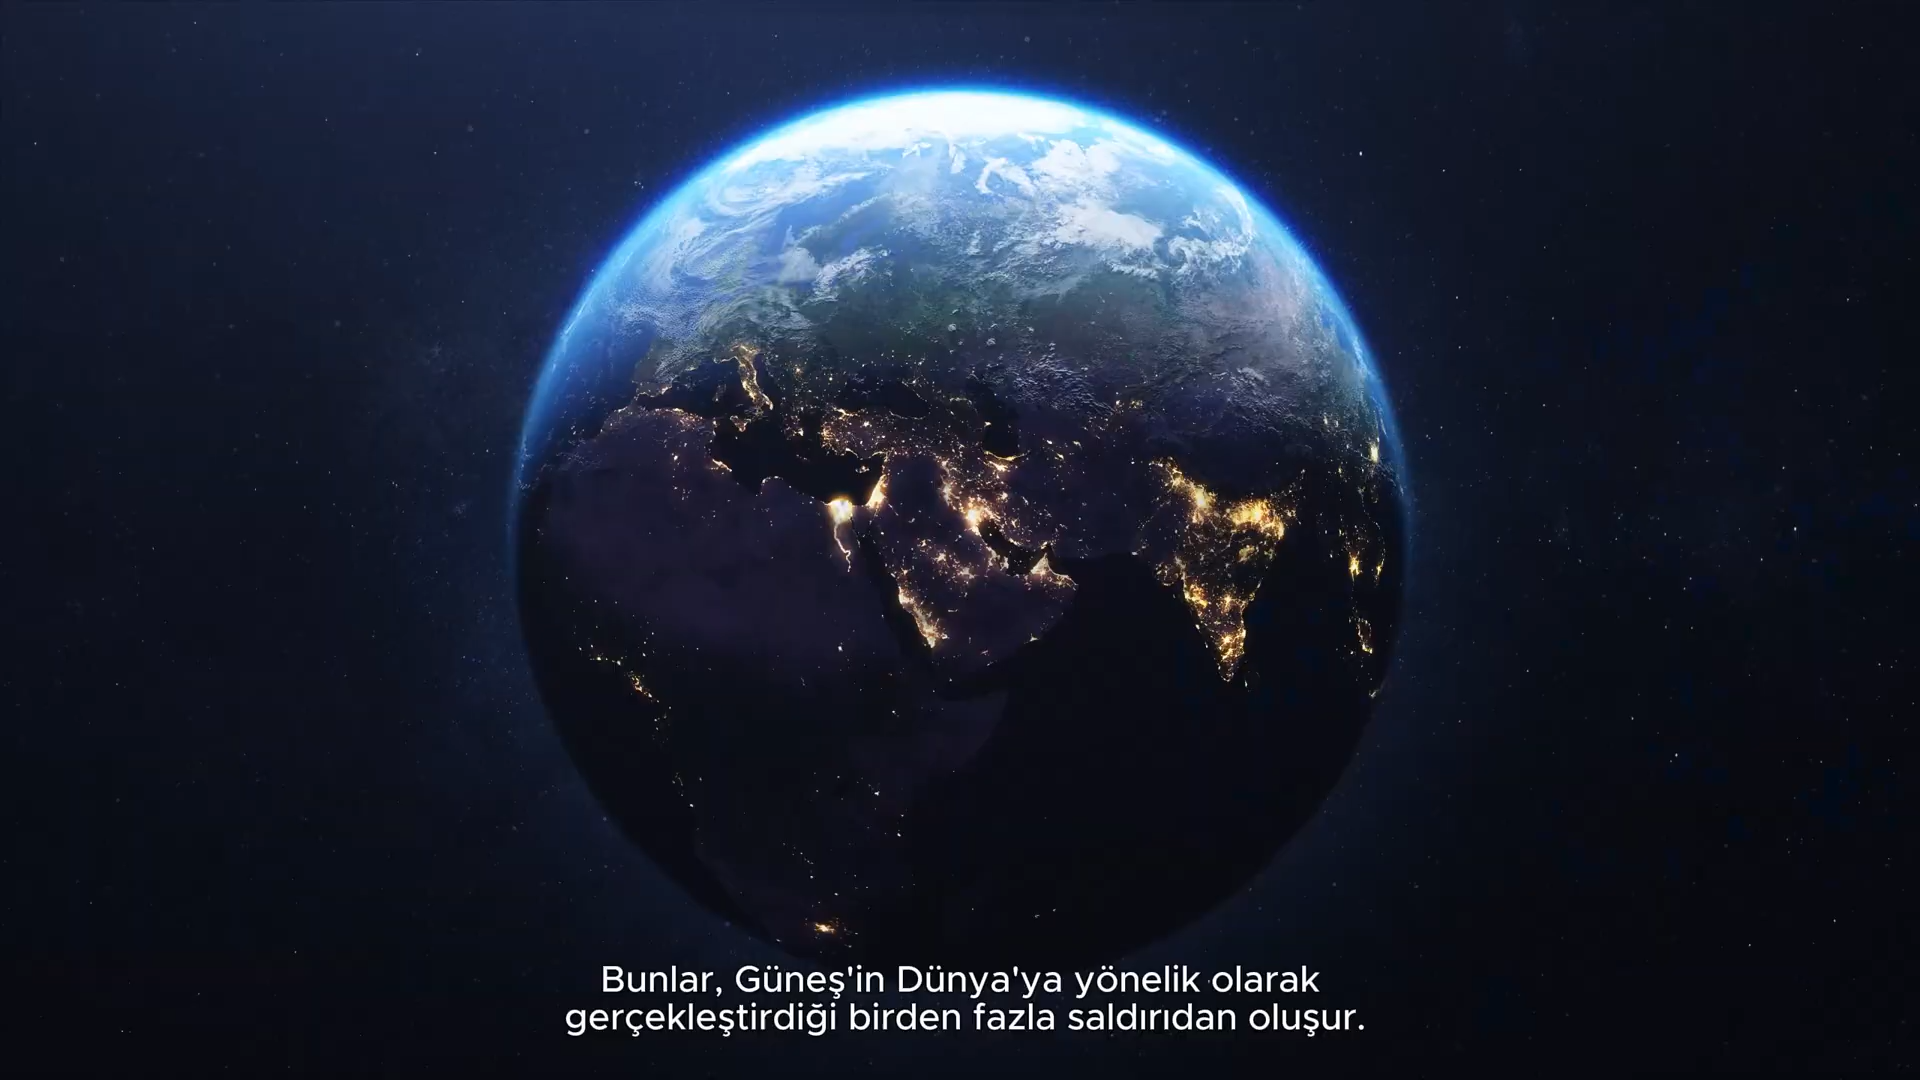 Bunlar, Güneş'in Dünya'ya yönelik olarak
gerçekleştirdiği birden fazla saldırıdan oluşur.